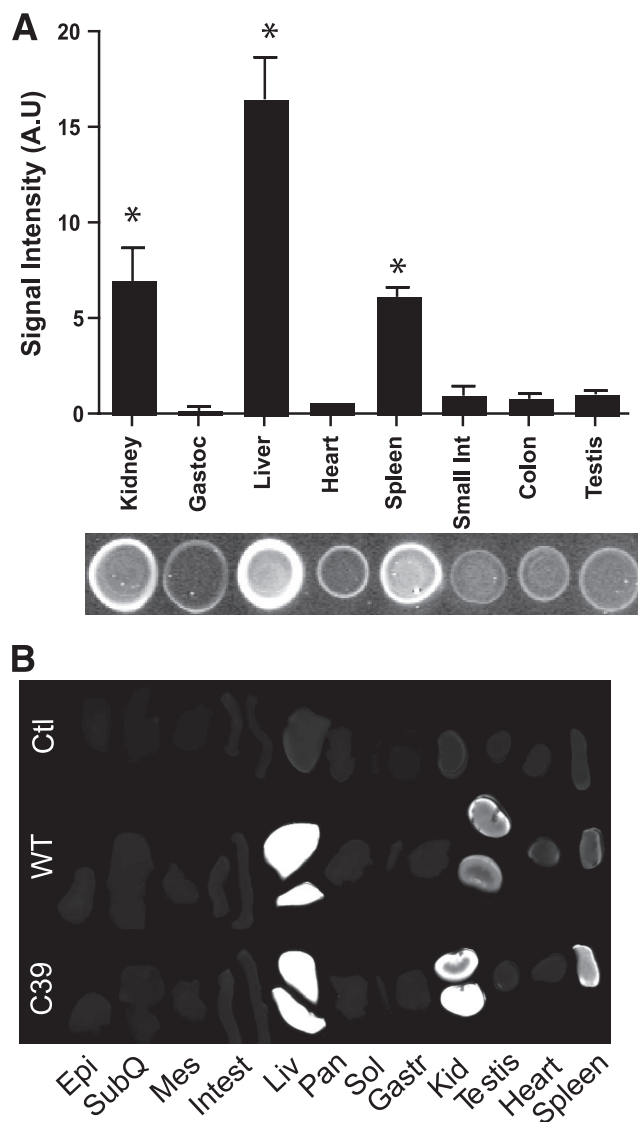 A
Signal Intensity (A.U)
20
15
10
5
0
*
*
*
Kidney
Gastoc
Liver
Heart
Spleen
Small Int
Colon
Testis
B
Ctl
WT
C39
Epi
SubQ
Mes
Intest
Liv
Pan
Sol
Gastr
Kid
Testis
Heart
Spleen